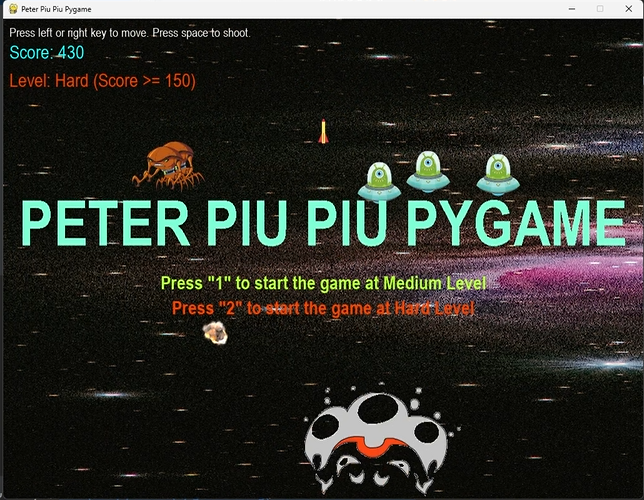 Peter Piu Piu Pygame
Press left or right key to move. Press space to shoot.
Score: 430
Level: Hard (Score >= 150)
PETER PIU PIU PYGAME
Press "1" to start the game at Medium Level
Press "2" to start the game at Hard Level